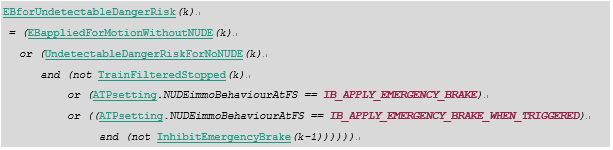 EBforUndetectableDangerRisk(k)
= (EBappliedForMotionWithoutNUDE(k)
or (UndetectableDangerRiskForNoNUDE(k)
and (not TrainFilteredStopped(k)
or (ATPsetting.NUDEimmoBehaviourAtFS == IB_APPLY_EMERGENCY_BRAKE)
or ((ATPsetting.NUDEimmoBehaviourAtFS == IB_APPLY_EMERGENCY_BRAKE_WHEN_TRIGGERED)
and (not InhibitEmergencyBrake(k-1))))))